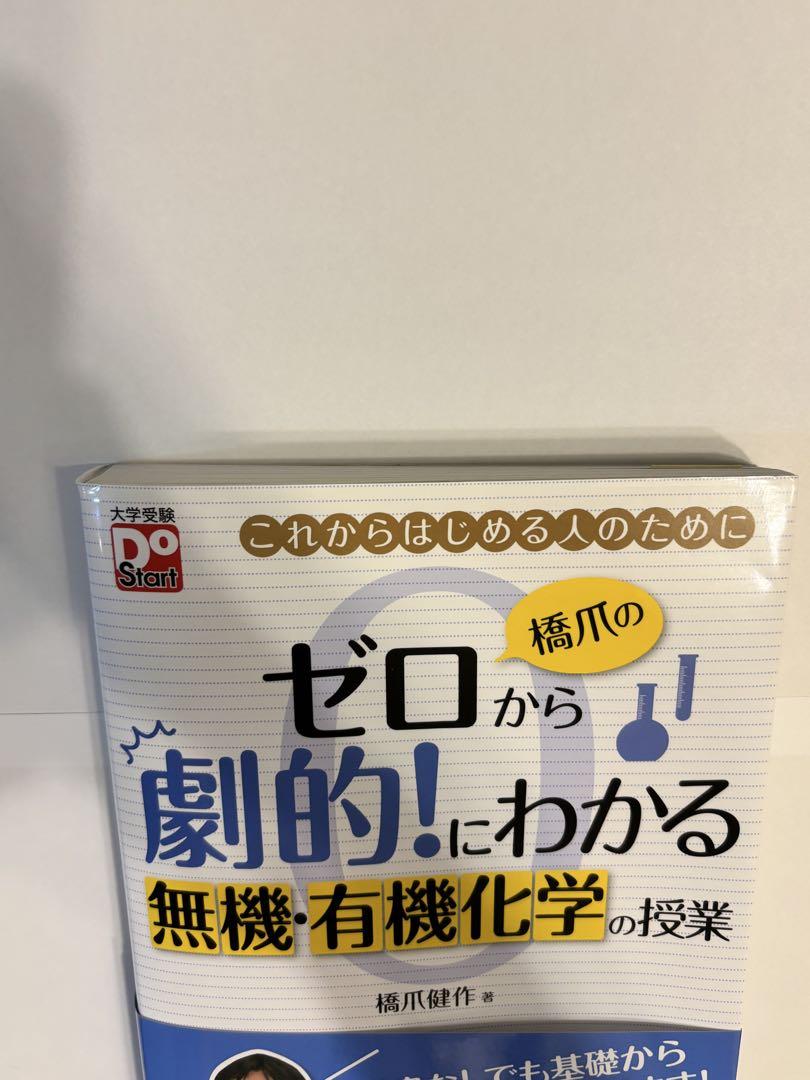 大学受験
Do
Start
これからはじめる人のために
橋爪の
ゼロから
劇的!にわかる
無機・有機化学の授業
橋爪健作 著
でも基礎から